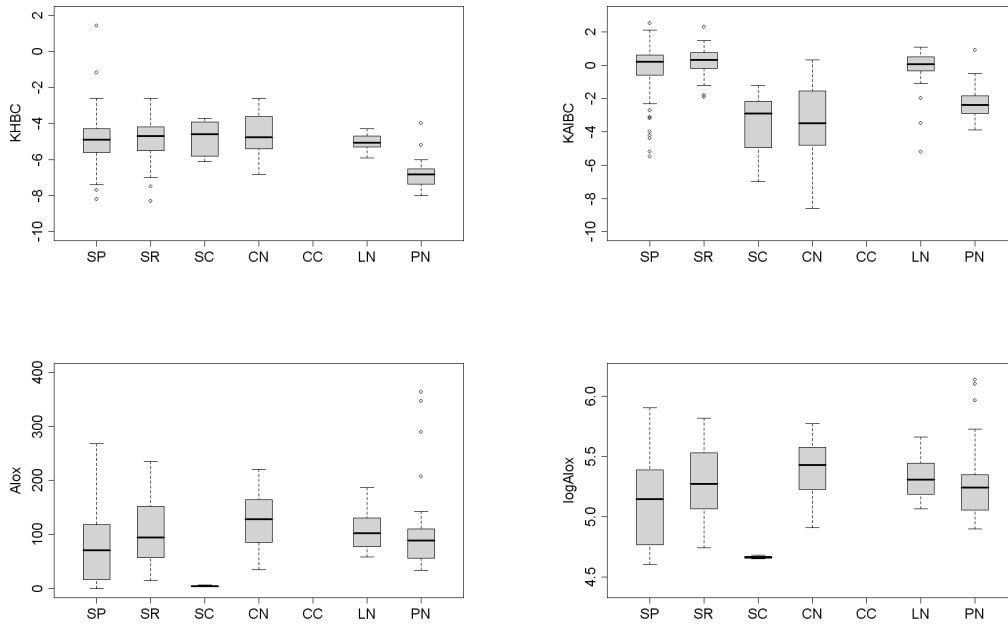 KHBC
2
0
-2
-4
-6
-8
-10
SP SR SC CN CC LN PN
KAlBC
2
0
-2
-4
-6
-8
-10
SP SR SC CN CC LN PN
Alox
400
300
200
100
0
SP SR SC CN CC LN PN
logAlox
6.0
5.5
5.0
4.5
SP SR SC CN CC LN PN